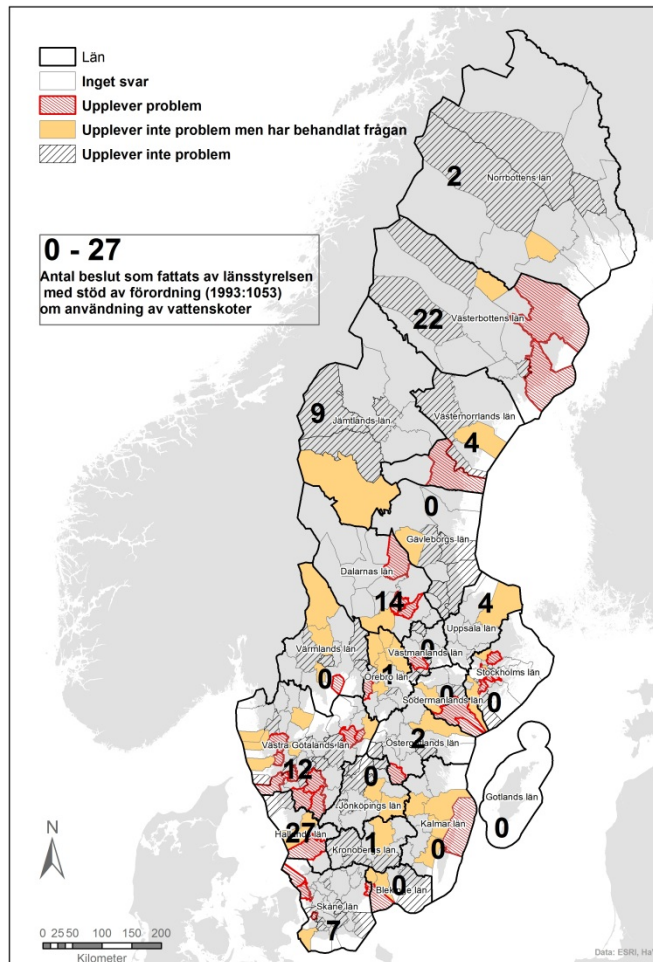 Län
Inget svar
Upplever problem
Upplever inte problem men har behandlat frågan
Upplever inte problem
0 - 27
Antal beslut som fattats av länsstyrelsen
med stöd av förordning (1993:1053)
om användning av vattenskoter
2
Norrbottens län
22
Västerbottens län
9
Jämtlands län
Västernorrlands län
4
0
Gävleborgs län
Dalarnas län
14
4
Uppsala län
Värmlands län
0
Västmanlands län
0
1
Örebro län
Stockholms län
0
0
Södermanlands län
2
Östergötlands län
Västra Götalands län
12
0
Jönköpings län
Gotlands län
0
27
Hallands län
Kalmar län
0
1
Kronobergs län
0
Blekinge län
Skåne län
7
N
0 25 50 100 150 200
Kilometer
Data: ESRI,